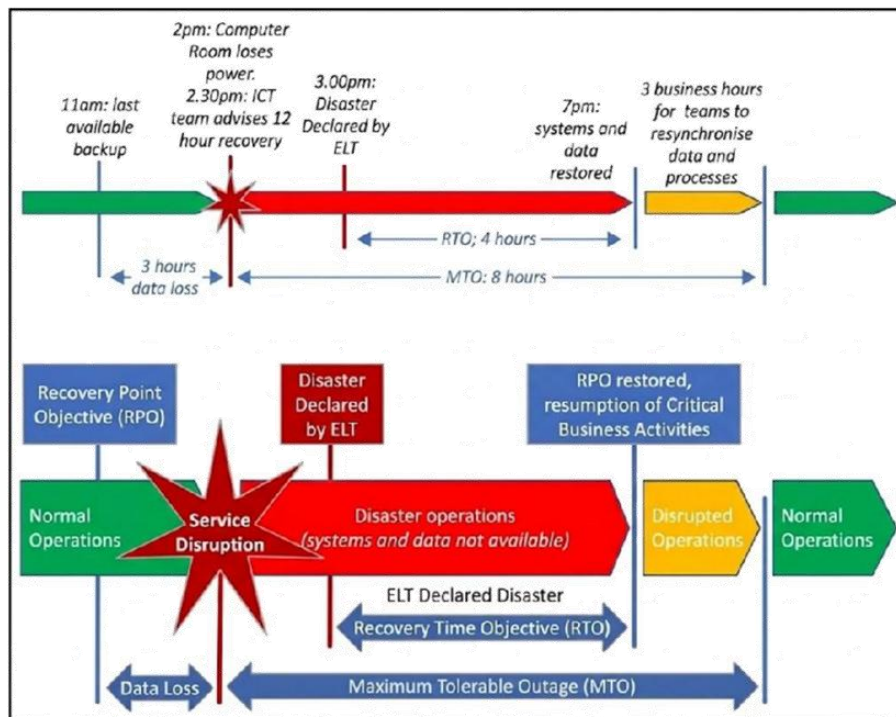 2pm: Computer
Room loses
power.
2.30pm: ICT
team advises 12
hour recovery
11am: last
available
backup
3.00pm:
Disaster
Declared by
ELT
7pm:
systems and
data
restored
3 business hours
for teams to
resynchronise
data and
processes
RTO; 4 hours
3 hours
data loss
MTO: 8 hours
Recovery Point
Objective (RPO)
Disaster
Declared
by ELT
RPO restored,
resumption of Critical
Business Activities
Normal
Operations
Service
Disruption
Disaster operations
(systems and data not available)
Disrupted
Operations
Normal
Operations
ELT Declared Disaster
Recovery Time Objective (RTO)
Data Loss
Maximum Tolerable Outage (MTO)